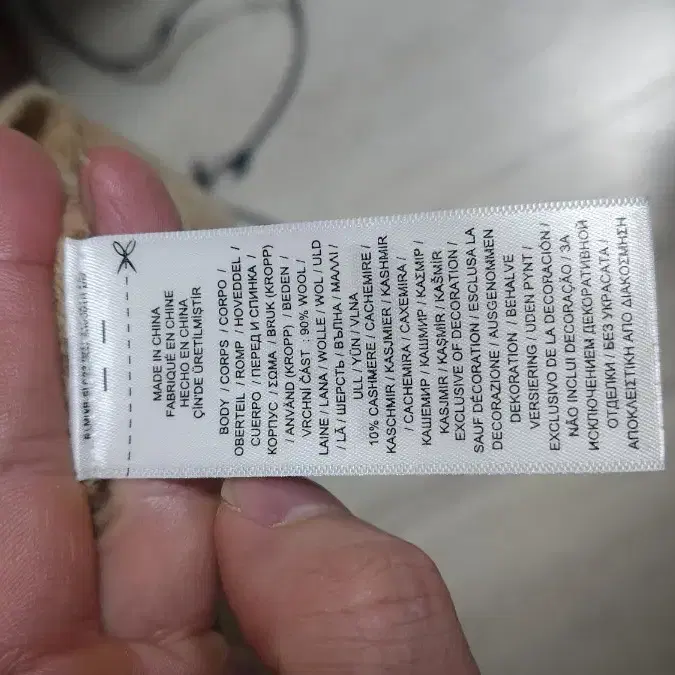 MADE IN CHINA
FABRIQUÉ EN CHINE
HECHO EN CHINA
ÇİN'DE ÜRETİLMİŞTİR
BODY / CORPS / CORPO /
OBERTEIL / ROMP / HOVEDDEL /
CUERPO / ПЕРЕД И СПИНКА /
КОРПУС / ΣΩΜΑ / BRUK (KROPP)
/ ANVÄND (KROPP) / BEDEN /
VRCHNÍ ČÁST : 90% WOOL /
LAINE / LANA / WOLLE / WOL / ULD
/ LÃ / ШЕРСТЬ / ВЪЛНА / ΜΑΛΛΙ /
ULL / YÜN / VLNA
10% CASHMERE / CACHEMIRE /
KASCHMIR / KASJMIER / KASHMIR
/ CACHEMIRA / CAXEMIRA /
КАШЕМИР / КАШМИР / ΚΑΣΜΙΡ /
KASJMIR / KAŞMİR / KAŠMÍR
EXCLUSIVE OF DECORATION /
SAUF DÉCORATION / ESCLUSA LA
DECORAZIONE / AUSGENOMMEN
DEKORATION / BEHALVE
VERSIERING / UDEN PYNT /
EXCLUSIVO DE LA DECORACIÓN /
NÃO INCLUI DECORAÇÃO / ЗА
ИСКЛЮЧЕНИЕМ ДЕКОРАТИВНОЙ
ОТДЕЛКИ / БЕЗ УКРАСАТА /
ΑΠΟΚΛΕΙΣΤΙΚΗ ΑΠΟ ΔΙΑΚΟΣΜΗΣΗ